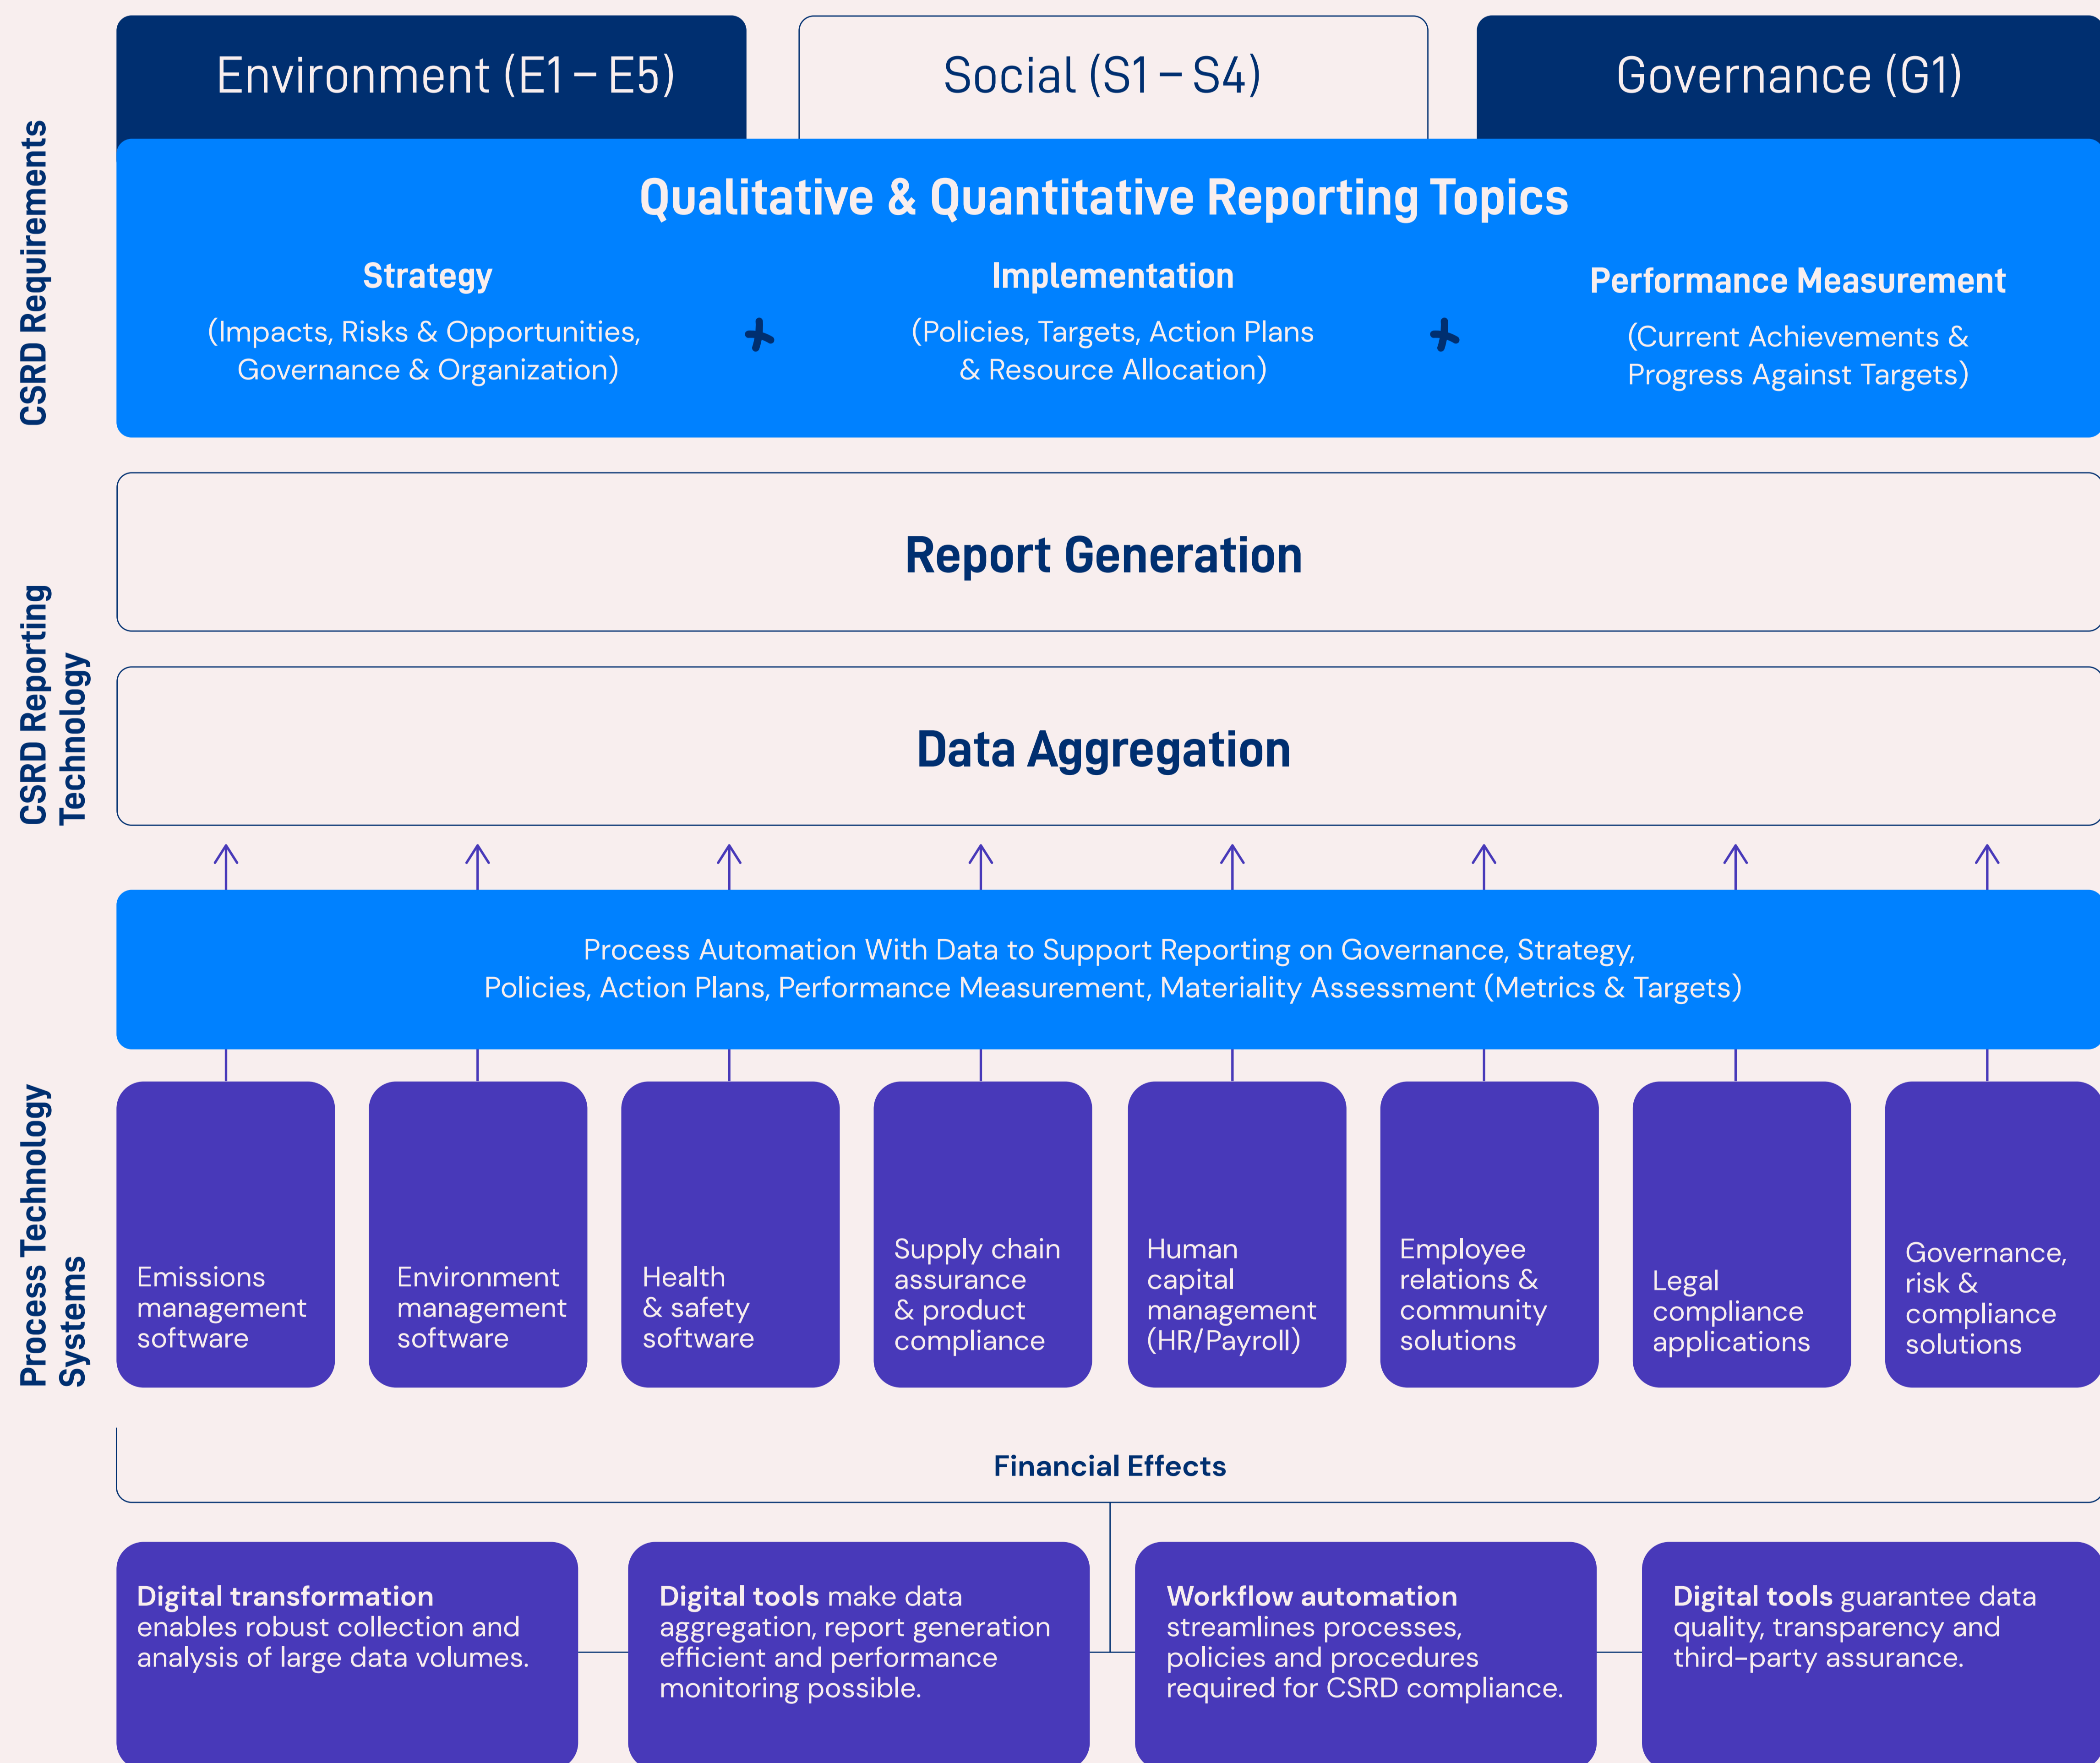 Environment (E1 – E5)
Social (S1 – S4)
Governance (G1)
CSRD Requirements
Qualitative & Quantitative Reporting Topics
Strategy
(Impacts, Risks & Opportunities,
Governance & Organization)
Implementation
(Policies, Targets, Action Plans
& Resource Allocation)
Performance Measurement
(Current Achievements &
Progress Against Targets)
CSRD Reporting
Technology
Report Generation
Data Aggregation
Process Automation With Data to Support Reporting on Governance, Strategy,
Policies, Action Plans, Performance Measurement, Materiality Assessment (Metrics & Targets)
Process Technology
Systems
Emissions
management
software
Environment
management
software
Health
& safety
software
Supply chain
assurance
& product
compliance
Human
capital
management
(HR/Payroll)
Employee
relations &
community
solutions
Legal
compliance
applications
Governance,
risk &
compliance
solutions
Financial Effects
Digital transformation
enables robust collection and
analysis of large data volumes.
Digital tools make data
aggregation, report generation
efficient and performance
monitoring possible.
Workflow automation
streamlines processes,
policies and procedures
required for CSRD compliance.
Digital tools guarantee data
quality, transparency and
third-party assurance.